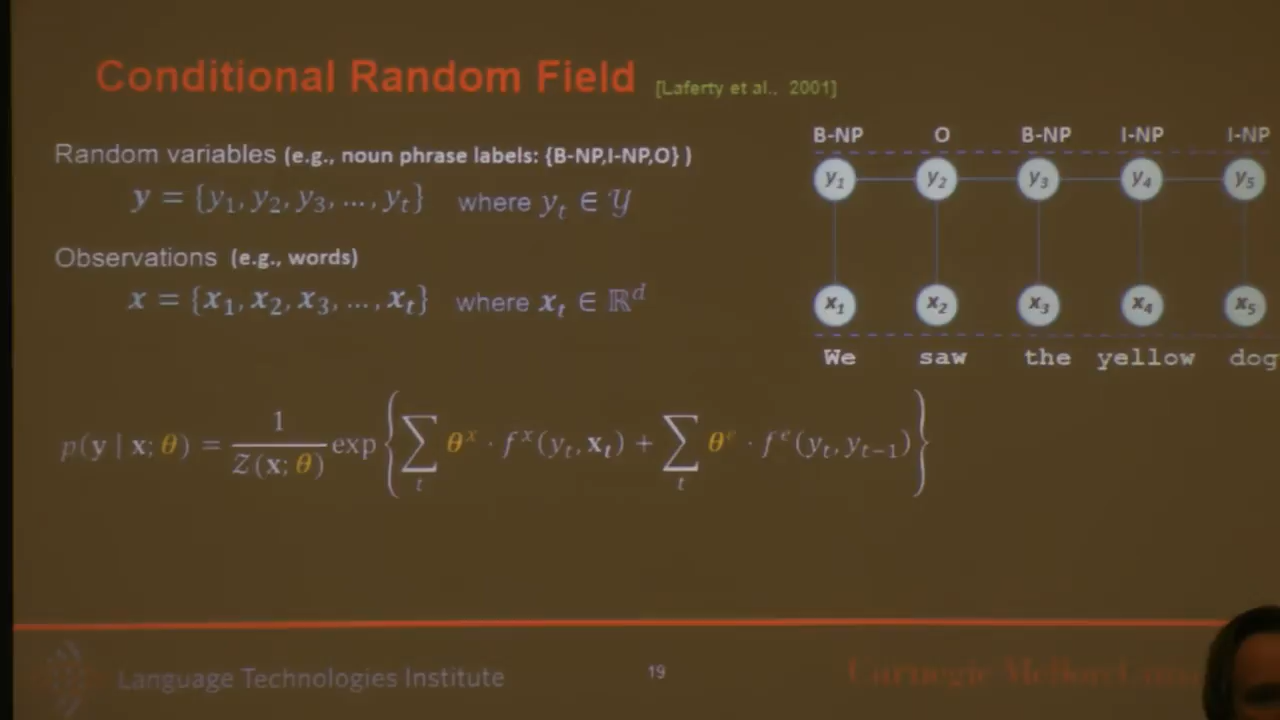 Conditional Random Field [Laferty et al., 2001]
Random variables (e.g., noun phrase labels: {B-NP,I-NP,O} )
y = {y₁, y₂, y₃, ..., yₜ} where yₜ ∈ 𝒴
Observations (e.g., words)
x = {x₁, x₂, x₃, ..., xₜ} where xₜ ∈ ℝᵈ
B-NP O B-NP I-NP I-NP
y₁ y₂ y₃ y₄ y₅
x₁ x₂ x₃ x₄ x₅
We saw the yellow dog
p(y | x; θ) = 1 / Z(x; θ) exp { ∑ₜ θˣ · fˣ(yₜ, xₜ) + ∑ₜ θᵉ · fᵉ(yₜ, yₜ₋₁) }
Language Technologies Institute
19
Carnegie Mellon